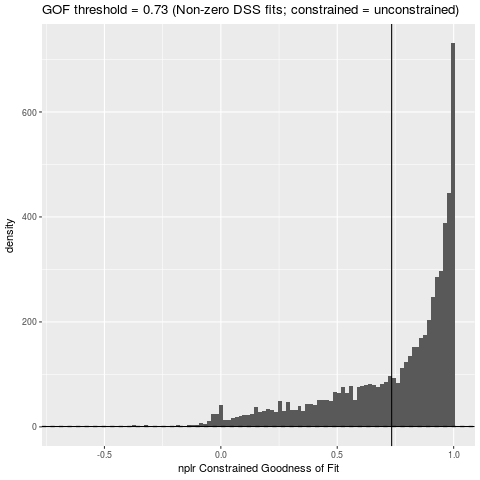 GOF threshold = 0.73 (Non-zero DSS fits; constrained = unconstrained)
density
600
400
200
0
-0.5 0.0 0.5 1.0
nplr Constrained Goodness of Fit